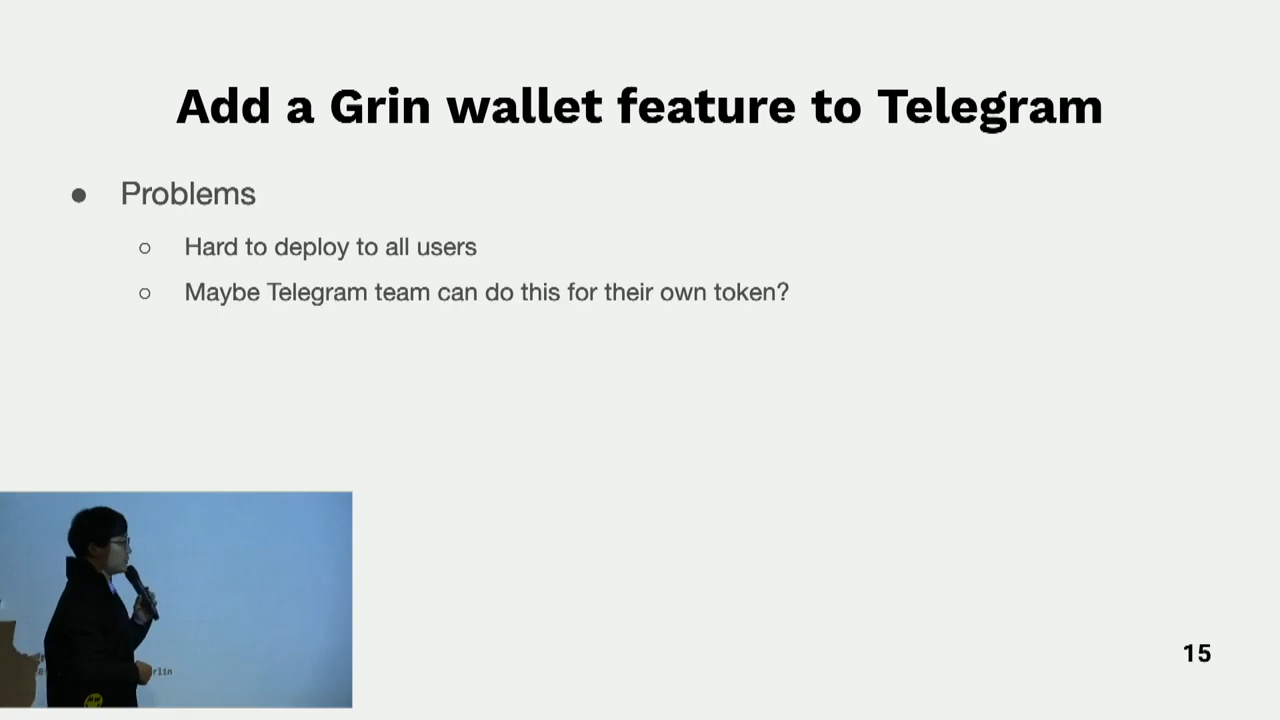 Add a Grin wallet feature to Telegram
● Problems
○ Hard to deploy to all users
○ Maybe Telegram team can do this for their own token?
rlin
15